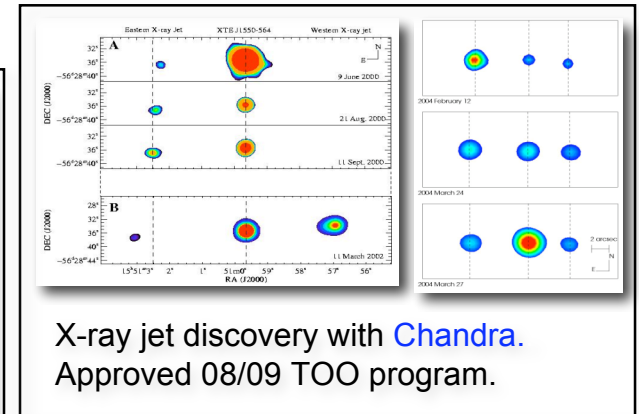 Eastern X-ray Jet XTE J1550-564 Western X-ray jet
A
E N
32"
36"
-56°28'40"
9 June 2000
DEC (J2000)
32"
36"
-56°28'40"
21 Aug. 2000
32"
36"
-56°28'40"
11 Sept. 2000
B
DEC (J2000)
28"
32"
36"
40"
-56°28'44"
11 March 2002
15h51m3s 2s 1s 51m0s 59s 58s 57s 56s
RA (J2000)
2004 February 12
2004 March 24
2 arcsec
N
E
2004 March 27
X-ray jet discovery with Chandra.
Approved 08/09 TOO program.